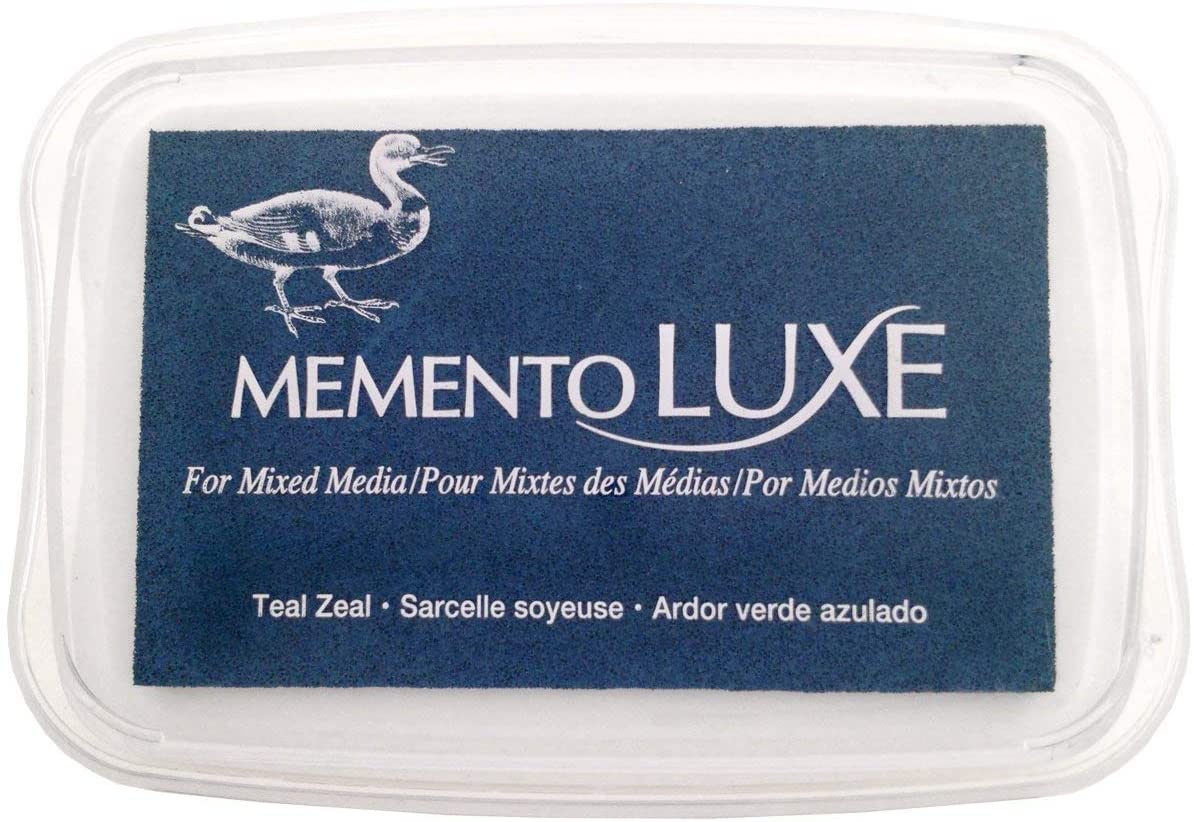 MEMENTO LUXE
For Mixed Media/Pour Mixtes des Médias/Por Medios Mixtos
Teal Zeal • Sarcelle soyeuse • Ardor verde azulado